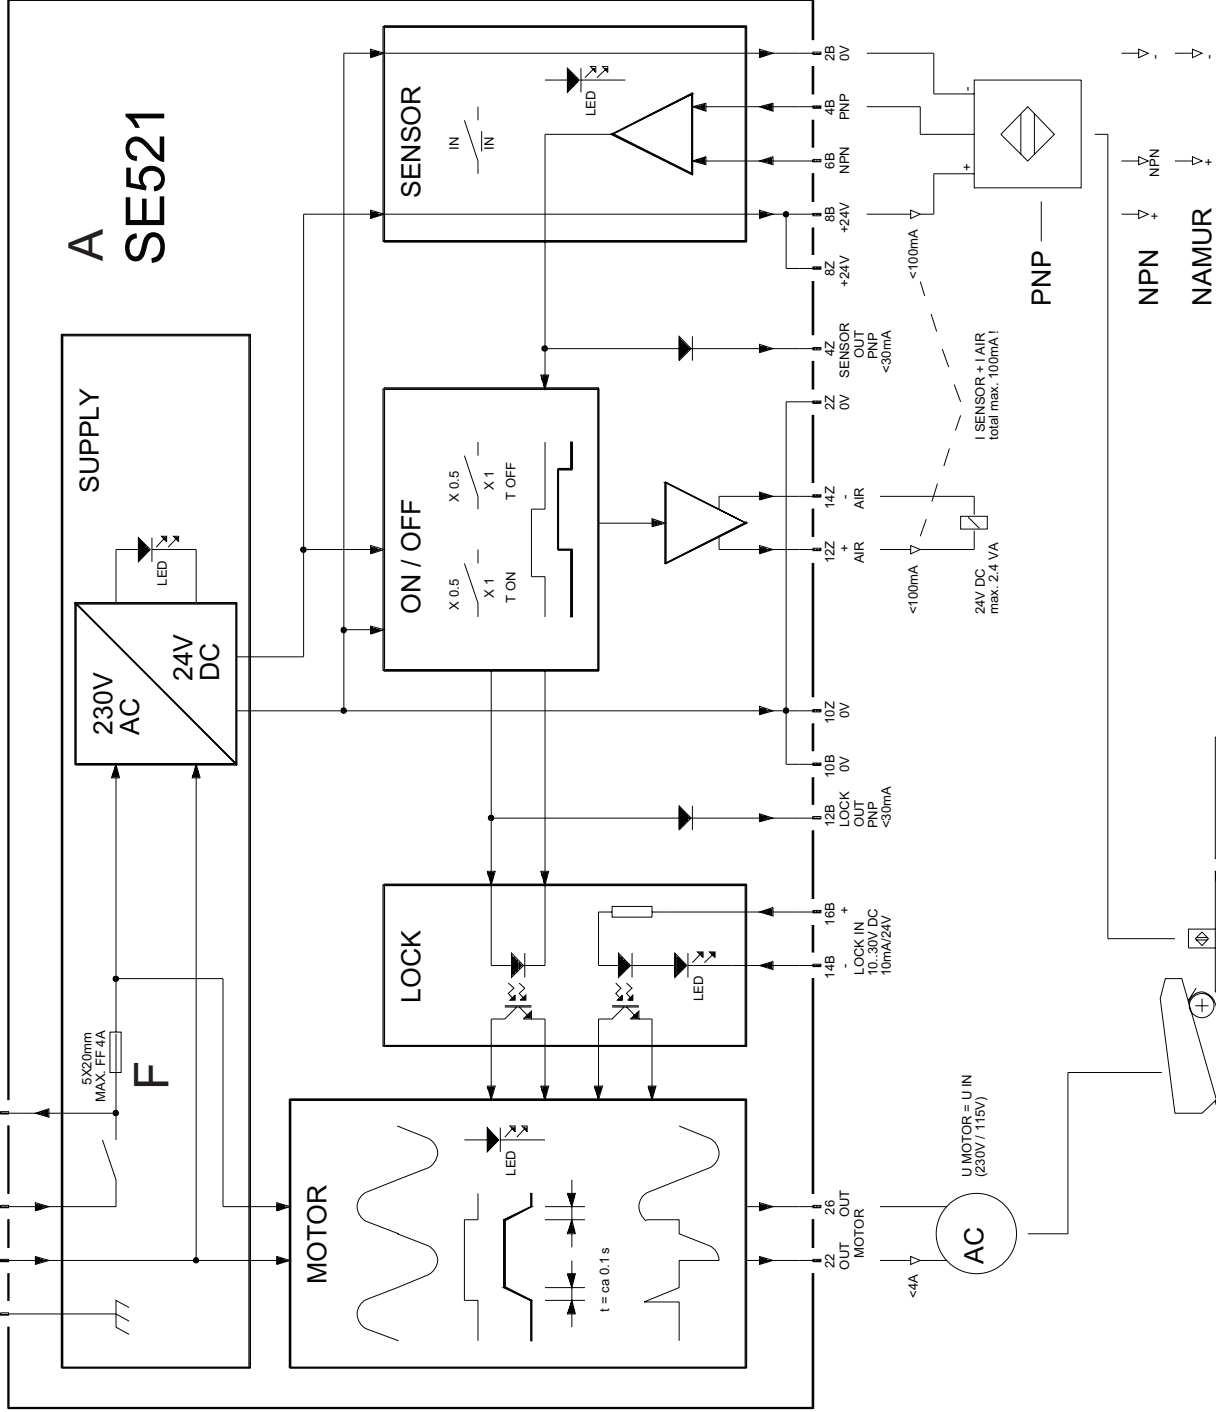 A
SE521
SUPPLY
230V
AC
24V
DC
LED
5X20mm
MAX. FF 4A
F
MOTOR
LED
t = ca 0.1 s
LOCK
LED
ON / OFF
X 0.5
X 1
T ON
X 0.5
X 1
T OFF
SENSOR
IN
IN
LED
22
OUT
26
OUT
MOTOR
14B
-
16B
+
LOCK IN
10..30V DC
10mA/24V
12B
LOCK
OUT
PNP
<30mA
10B
0V
10Z
0V
12Z
+
AIR
14Z
-
AIR
2Z
0V
4Z
SENSOR
OUT
PNP
<30mA
8Z
+24V
8B
+24V
6B
NPN
4B
PNP
2B
0V
<4A
AC
U MOTOR = U IN
(230V / 115V)
<100mA
24V DC
max. 2.4 VA
I SENSOR + I AIR
total max. 100mA !
<100mA
+
-
PNP
NPN
+
NPN
-
NAMUR
+
-